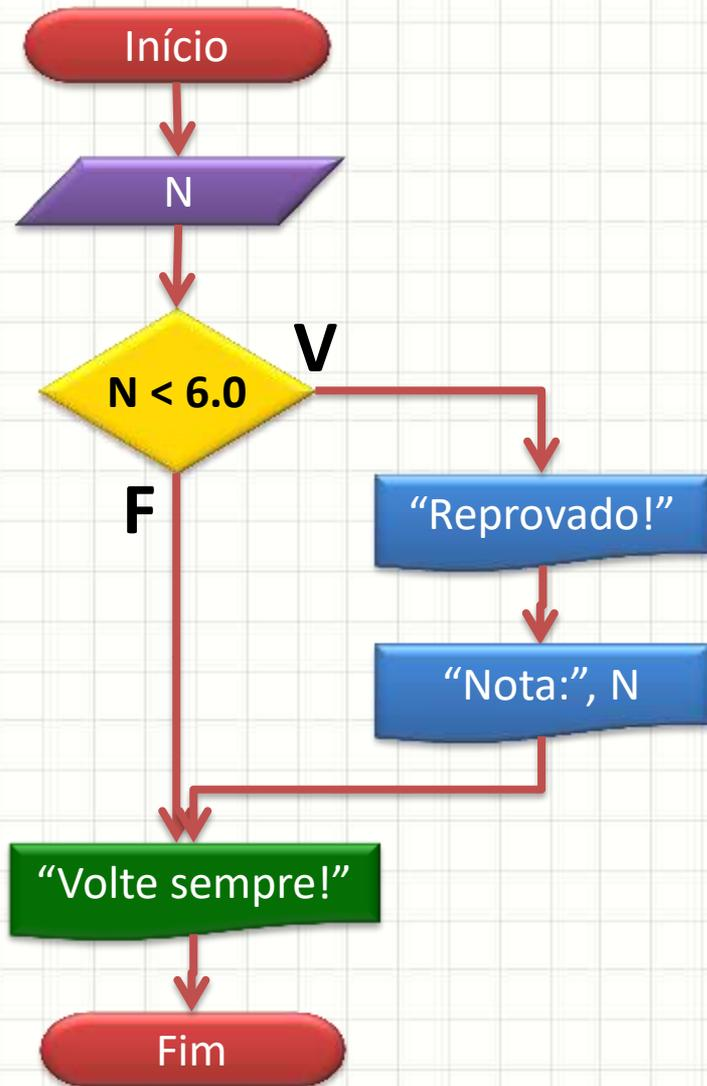 Início
N
N < 6.0
V
F
“Reprovado!”
“Nota:”, N
“Volte sempre!”
Fim